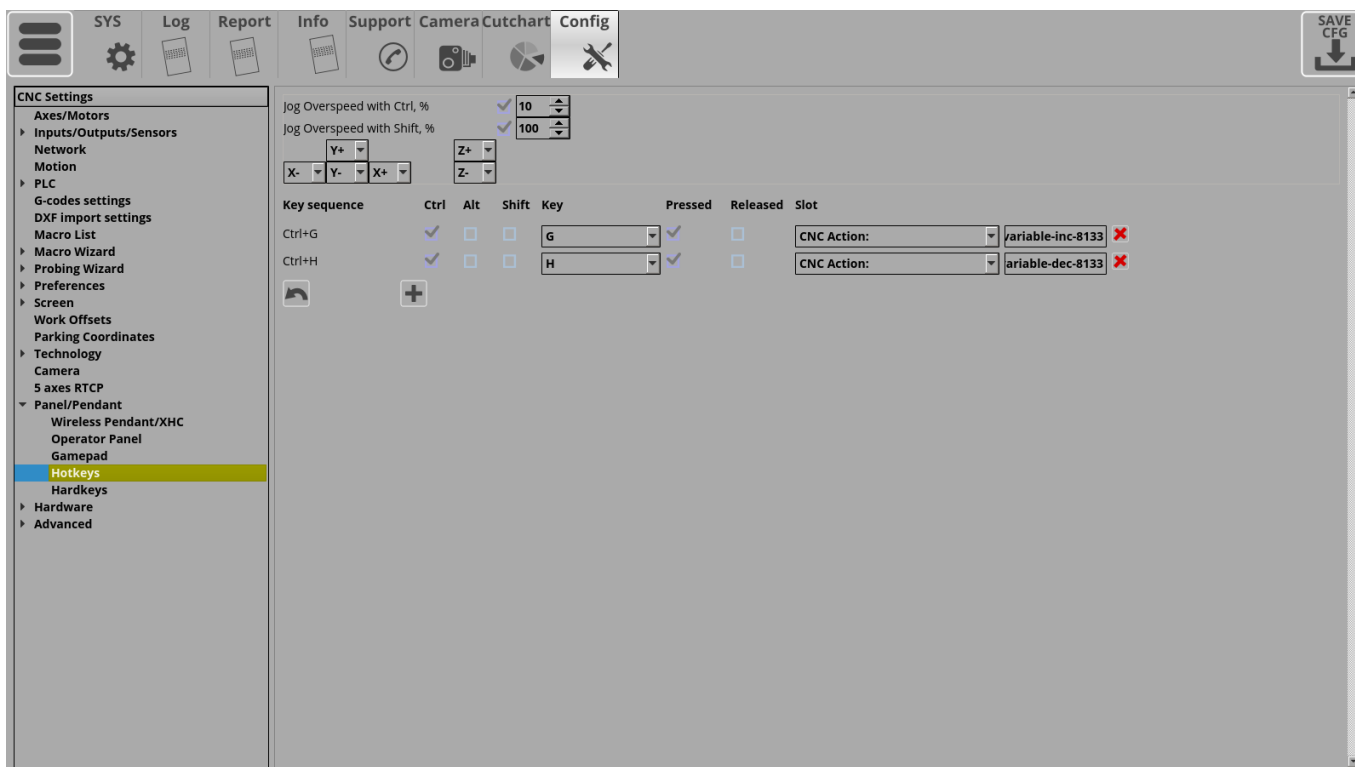 SYS Log Report Info Support Camera Cutchart Config
SAVE CFG
CNC Settings
Axes/Motors
Inputs/Outputs/Sensors
Network
Motion
PLC
G-codes settings
DXF import settings
Macro List
Macro Wizard
Probing Wizard
Preferences
Screen
Work Offsets
Parking Coordinates
Technology
Camera
5 axes RTCP
Panel/Pendant
Wireless Pendant/XHC
Operator Panel
Gamepad
Hotkeys
Hardkeys
Hardware
Advanced
Jog Overspeed with Ctrl, % 10
Jog Overspeed with Shift, % 100
Y+ Z+
X- Y- X+ Z-
Key sequence Ctrl Alt Shift Key Pressed Released Slot
Ctrl+G G CNC Action: variable-inc-8133
Ctrl+H H CNC Action: ariable-dec-8133